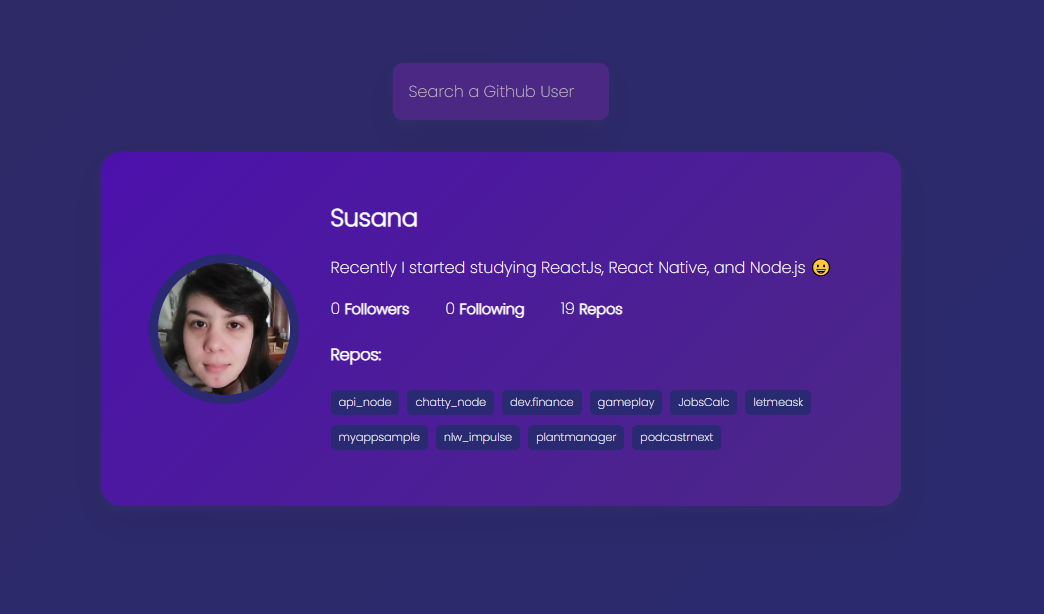 Search a Github User
Susana
Recently I started studying ReactJs, React Native, and Node.js 😀
0 Followers 0 Following 19 Repos
Repos:
api_node chatty_node dev.finance gameplay JobsCalc letmeask
myappsample nlw_impulse plantmanager podcastrnext